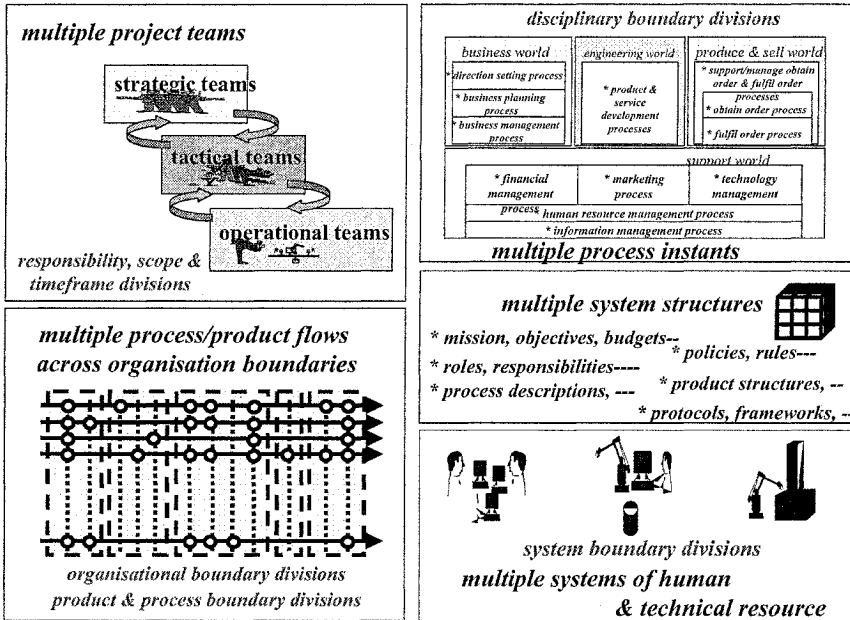 multiple project teams
strategic teams
tactical teams
operational teams
responsibility, scope &
timeframe divisions
disciplinary boundary divisions
business world
* direction setting process
* business planning
process
* business management
process
engineering world
* product &
service
development
processes
produce & sell world
* support/manage obtain
order & fulfil order
processes
* obtain order process
* fulfil order process
support world
* financial
management
process
* marketing
process
* technology
management
* human resource management process
* information management process
multiple process instants
multiple process/product flows
across organisation boundaries
organisational boundary divisions
product & process boundary divisions
multiple system structures
* mission, objectives, budgets--
* policies, rules---
* roles, responsibilities----
* process descriptions, ---
* product structures, --
* protocols, frameworks, --
system boundary divisions
multiple systems of human
& technical resource